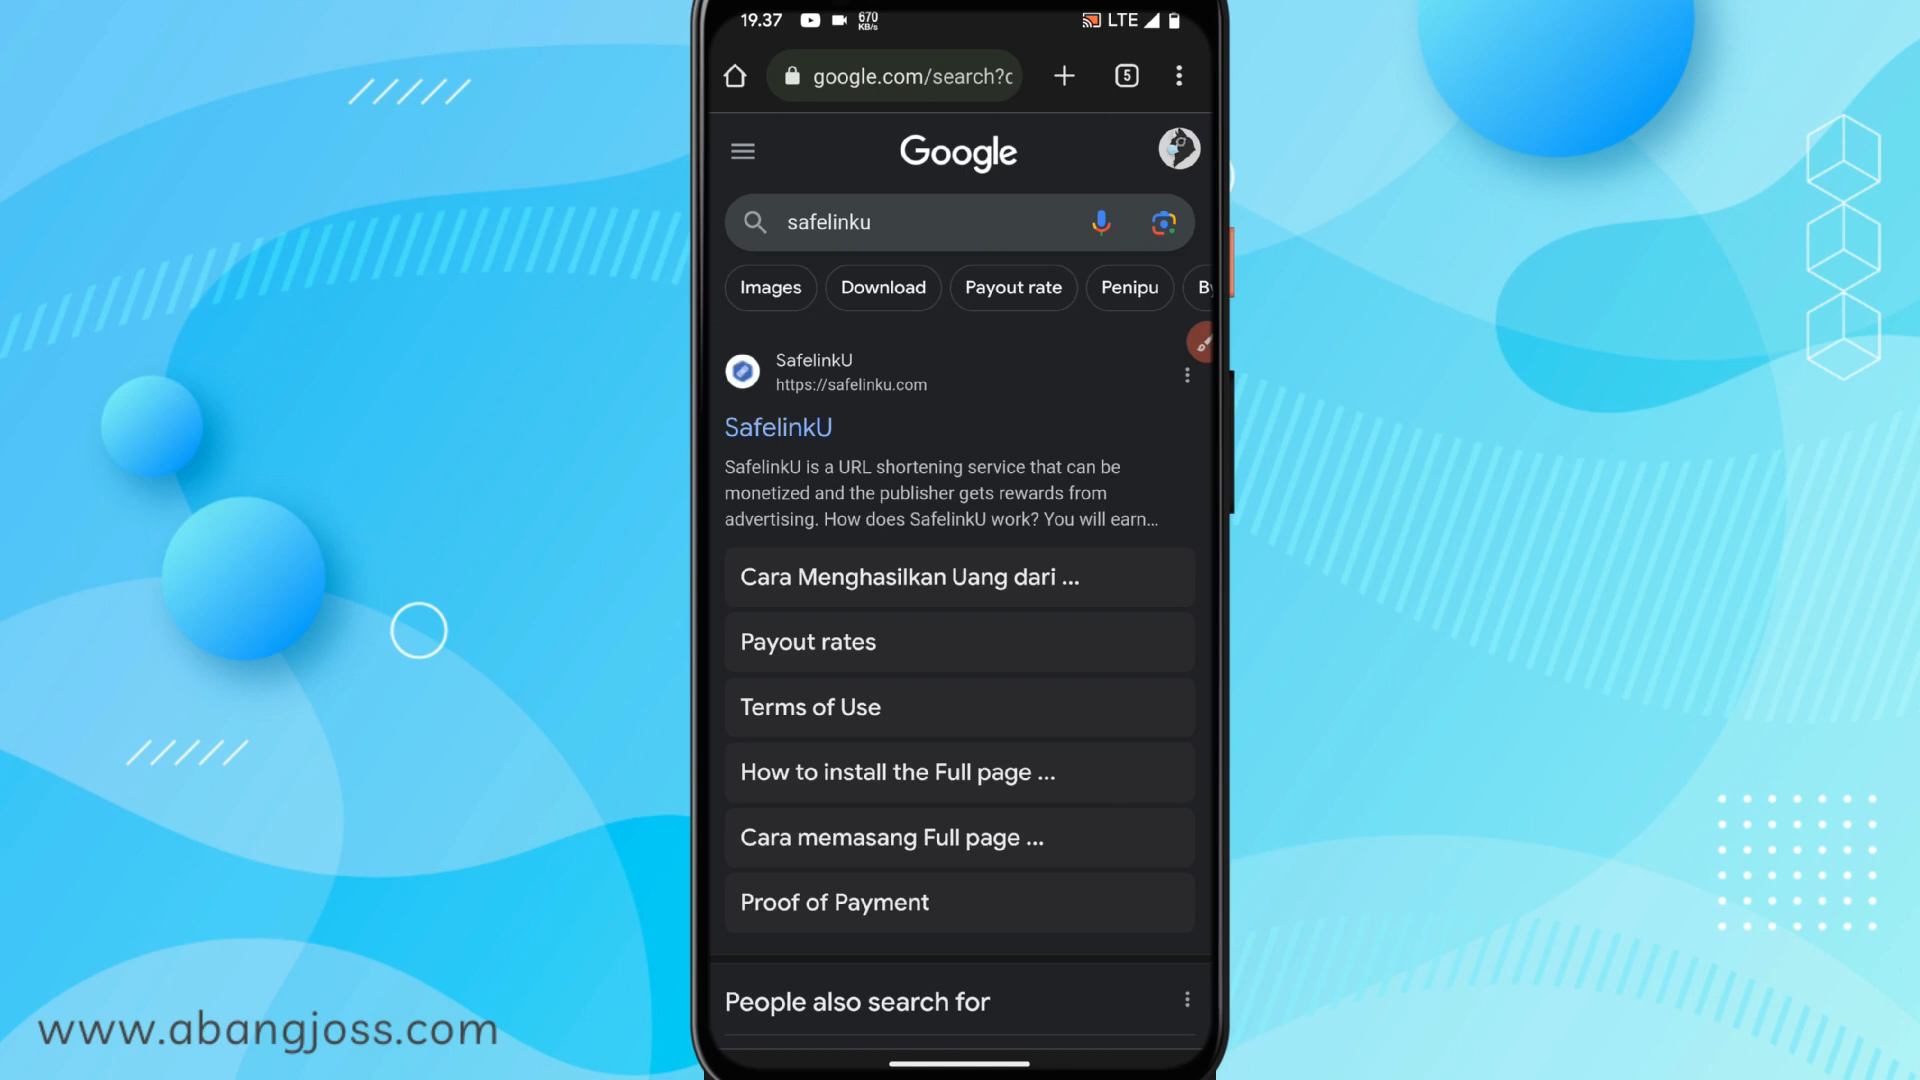 19.37
670
KB/s
LTE
google.com/search?c
5
Google
safelinku
Images
Download
Payout rate
Penipu
By
SafelinkU
https://safelinku.com
SafelinkU
SafelinkU is a URL shortening service that can be
monetized and the publisher gets rewards from
advertising. How does SafelinkU work? You will earn...
Cara Menghasilkan Uang dari ...
Payout rates
Terms of Use
How to install the Full page ...
Cara memasang Full page ...
Proof of Payment
People also search for
www.abangjoss.com